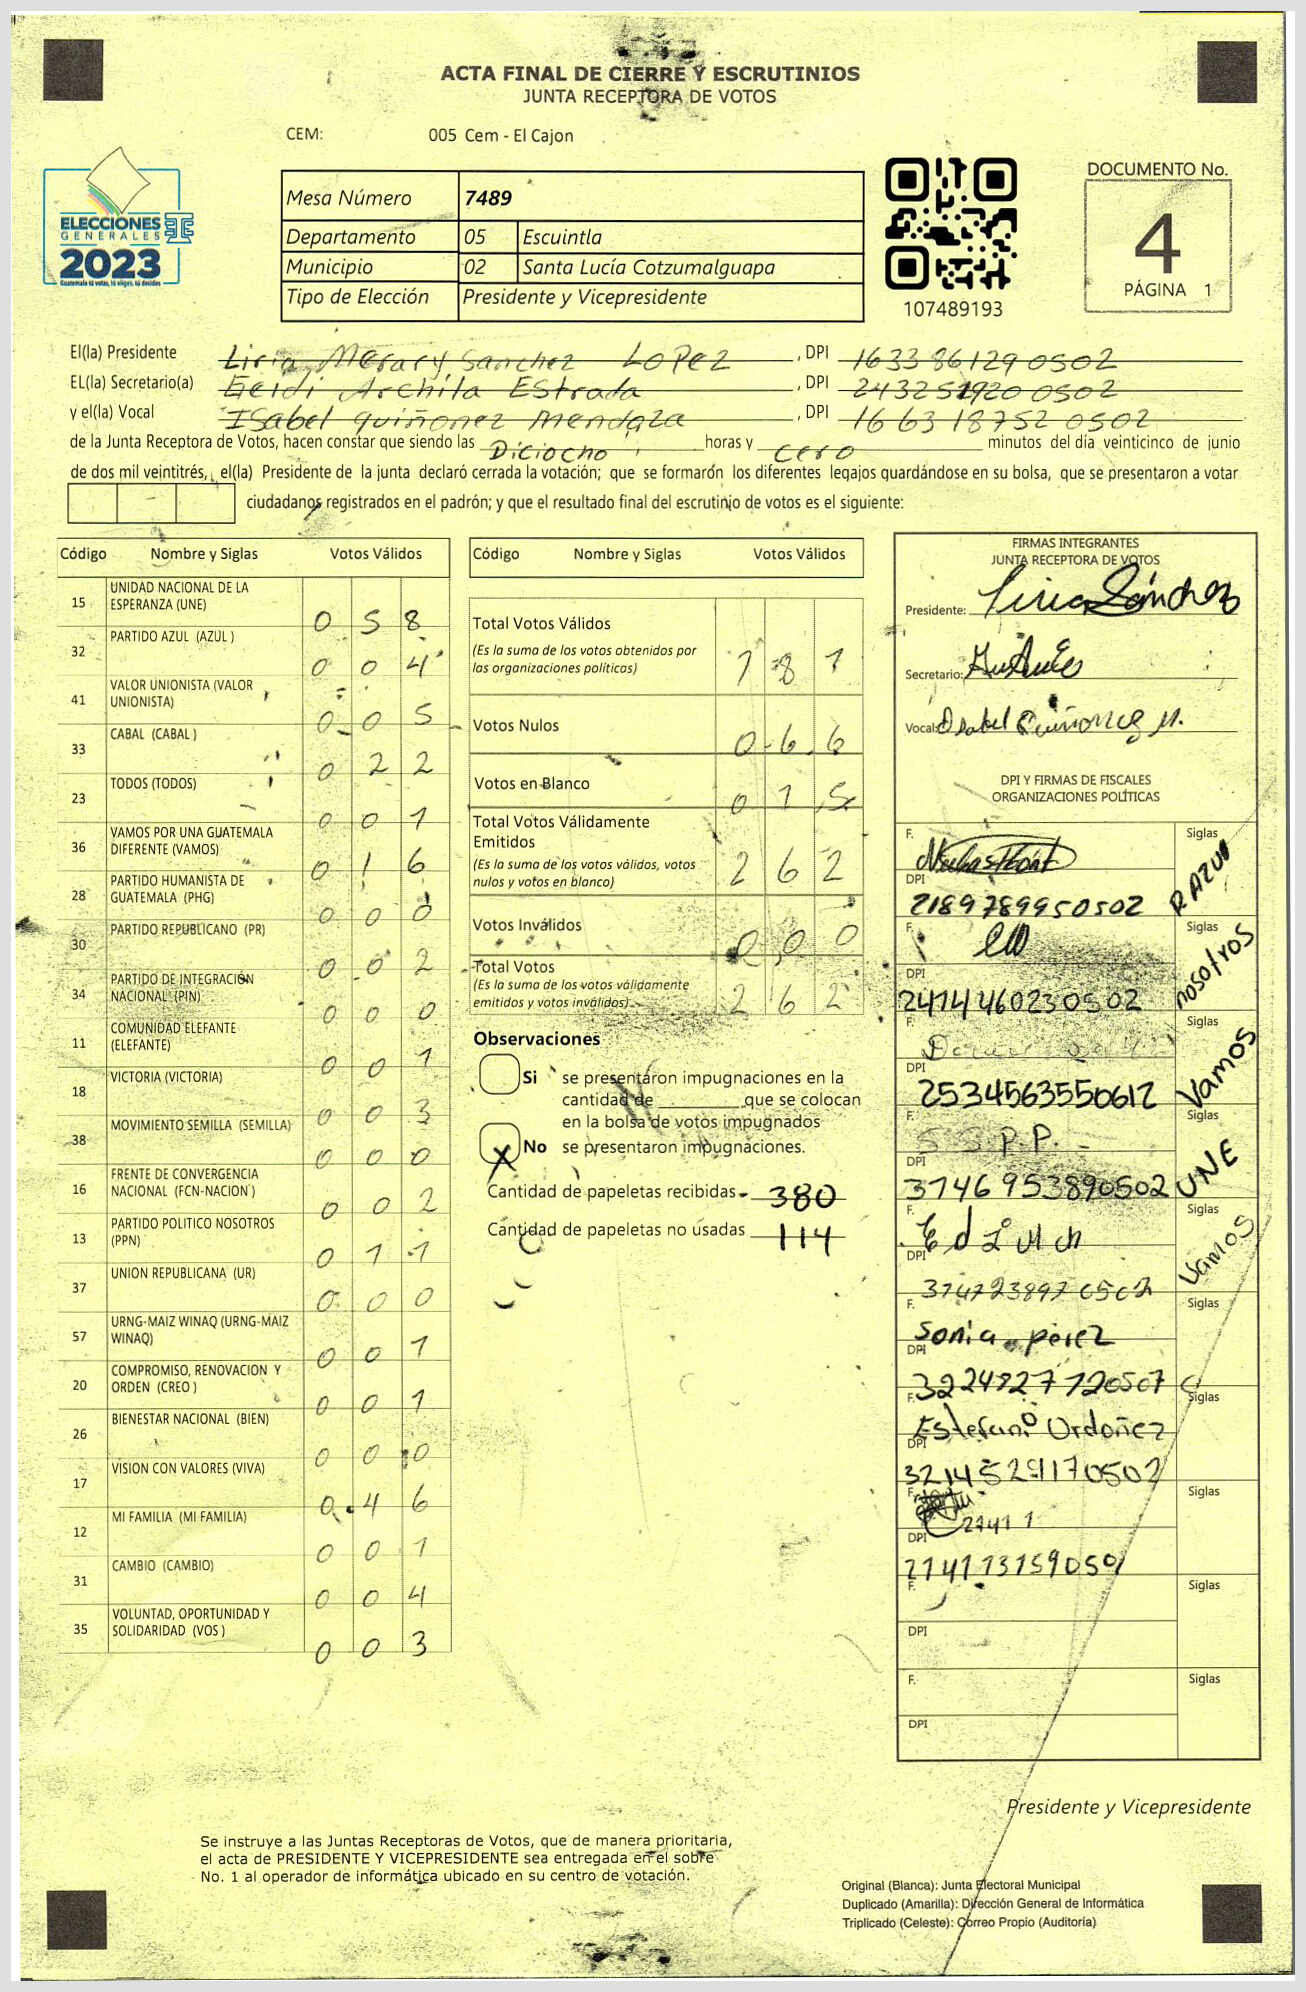 ACTA FINAL DE CIERRE Y ESCRUTINIOS
JUNTA RECEPTORA DE VOTOS
CEM: 005 Cem - El Cajon
ELECCIONES
GENERALES
2023
Guatemala tú votas, tú eliges, tú decides
Mesa Número 7489
Departamento 05 Escuintla
Municipio 02 Santa Lucía Cotzumalguapa
Tipo de Elección Presidente y Vicepresidente
107489193
DOCUMENTO No.
4
PÁGINA 1
El(la) Presidente Liria Merary Sanchez LOPEZ , DPI 1633861290502
EL(la) Secretario(a) Heidi Archila EStrada , DPI 0502
y el(la) Vocal ISabel quiñonez Mendoza , DPI 1663187520502
de la Junta Receptora de Votos, hacen constar que siendo las Diciocho horas y cero minutos del día veinticinco de junio
de dos mil veintitrés, el(la) Presidente de la junta declaró cerrada la votación; que se formarón los diferentes legajos guardándose en su bolsa, que se presentaron a votar
ciudadanos registrados en el padrón; y que el resultado final del escrutinio de votos es el siguiente:
Código Nombre y Siglas Votos Válidos
15 UNIDAD NACIONAL DE LA ESPERANZA (UNE) 0 5 8
32 PARTIDO AZUL (AZUL ) 0 0 4
41 VALOR UNIONISTA (VALOR UNIONISTA) 0 0 5
33 CABAL (CABAL ) 0 2 2
23 TODOS (TODOS) 0 0 1
36 VAMOS POR UNA GUATEMALA DIFERENTE (VAMOS) 0 1 6
28 PARTIDO HUMANISTA DE GUATEMALA (PHG) 0 0 0
30 PARTIDO REPUBLICANO (PR) 0 0 2
34 PARTIDO DE INTEGRACIÓN NACIONAL (PIN) 0 0 0
11 COMUNIDAD ELEFANTE (ELEFANTE) 0 0 1
18 VICTORIA (VICTORIA) 0 0 3
38 MOVIMIENTO SEMILLA (SEMILLA) 0 0 0
16 FRENTE DE CONVERGENCIA NACIONAL (FCN-NACION ) 0 0 2
13 PARTIDO POLITICO NOSOTROS (PPN) 0 1 1
37 UNION REPUBLICANA (UR) 0 0 0
57 URNG-MAIZ WINAQ (URNG-MAIZ WINAQ) 0 0 1
20 COMPROMISO, RENOVACION Y ORDEN (CREO ) 0 0 1
26 BIENESTAR NACIONAL (BIEN) 0 0 0
17 VISION CON VALORES (VIVA) 0 4 6
12 MI FAMILIA (MI FAMILIA) 0 0 1
31 CAMBIO (CAMBIO) 0 0 4
35 VOLUNTAD, OPORTUNIDAD Y SOLIDARIDAD (VOS ) 0 0 3
Código Nombre y Siglas Votos Válidos
Total Votos Válidos 1 8 1
(Es la suma de los votos obtenidos por
las organizaciones políticas)
Votos Nulos 0 6 6
Votos en Blanco 0 1 5
Total Votos Válidamente
Emitidos 2 6 2
(Es la suma de los votos válidos, votos
nulos y votos en blanco)
Votos Inválidos 0 0 0
Total Votos 2 6 2
(Es la suma de los votos válidamente
emitidos y votos inválidos)
Observaciones
Si se presentaron impugnaciones en la
cantidad de ________ que se colocan
en la bolsa de votos impugnados
X No se presentaron impugnaciones.
Cantidad de papeletas recibidas 380
Cantidad de papeletas no usadas 114
FIRMAS INTEGRANTES
JUNTA RECEPTORA DE VOTOS
Presidente: Liria Sánchez
Secretario:
Vocal: Isabel Quiñonez M.
DPI Y FIRMAS DE FISCALES
ORGANIZACIONES POLÍTICAS
F. Siglas
DPI 2189789950502 P. AZUL
F. Siglas
DPI 2414460230502 nosotros
F. Siglas
DPI 2534563550612 Vamos
F. S S P.P. Siglas
DPI 3746953890502 UNE
F. Siglas
DPI 3747238970502 Vamos
F. Sonia perez Siglas
DPI
F. Estefani Ordoñez Siglas
DPI
F. Siglas
DPI
F. Siglas
DPI
F. Siglas
DPI
Presidente y Vicepresidente
Se instruye a las Juntas Receptoras de Votos, que de manera prioritaria,
el acta de PRESIDENTE Y VICEPRESIDENTE sea entregada en el sobre
No. 1 al operador de informática ubicado en su centro de votación.
Original (Blanca): Junta Electoral Municipal
Duplicado (Amarilla): Dirección General de Informática
Triplicado (Celeste): Correo Propio (Auditoría)